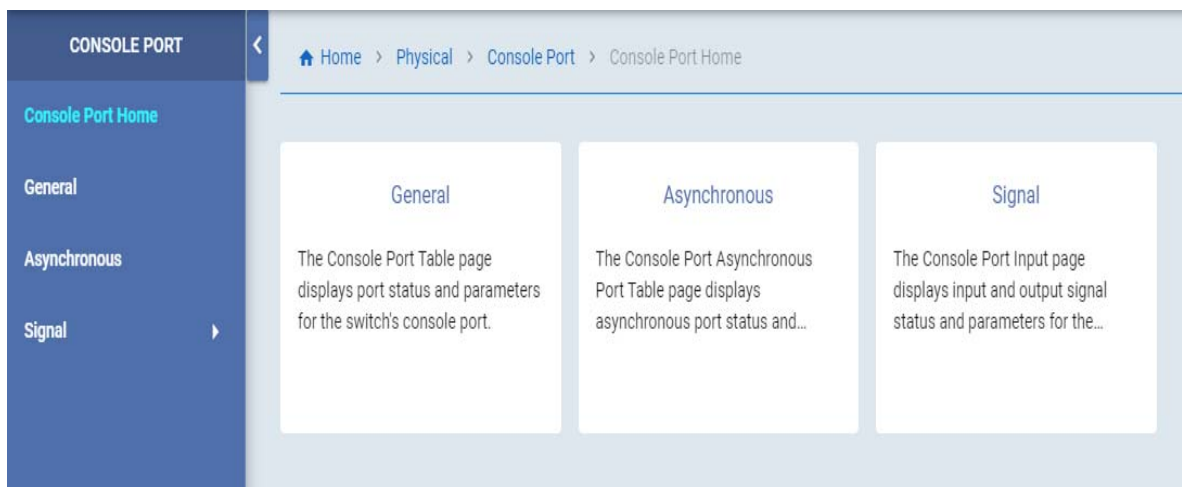 CONSOLE PORT
Console Port Home
General
Asynchronous
Signal
Home > Physical > Console Port > Console Port Home
General
The Console Port Table page
displays port status and parameters
for the switch's console port.
Asynchronous
The Console Port Asynchronous
Port Table page displays
asynchronous port status and...
Signal
The Console Port Input page
displays input and output signal
status and parameters for the...